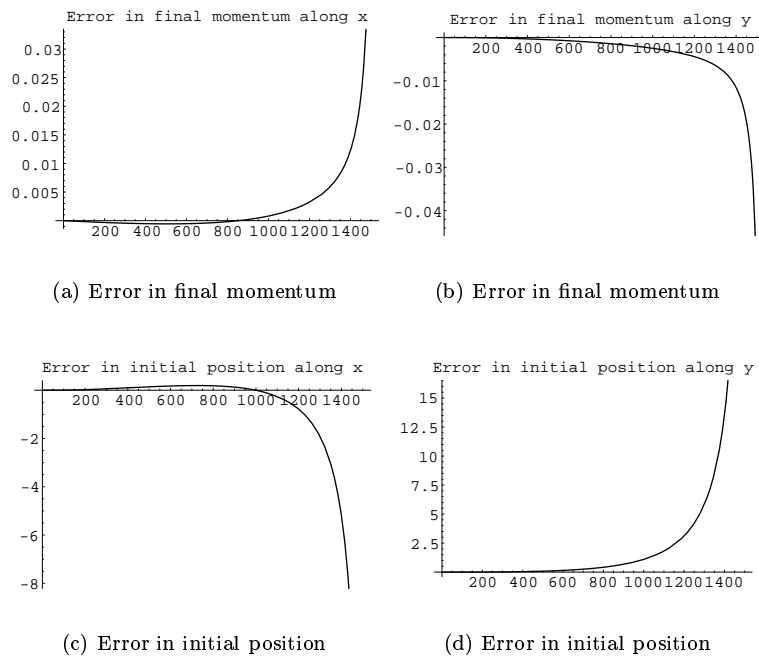 Error in final momentum along x
0.03
0.025
0.02
0.015
0.01
0.005
200 400 600 800 1000 1200 1400
(a) Error in final momentum
Error in final momentum along y
200 400 600 800 1000 1200 1400
-0.01
-0.02
-0.03
-0.04
(b) Error in final momentum
Error in initial position along x
200 400 600 800 1000 1200 1400
-2
-4
-6
-8
(c) Error in initial position
Error in initial position along y
15
12.5
10
7.5
5
2.5
200 400 600 800 1000 1200 1400
(d) Error in initial position